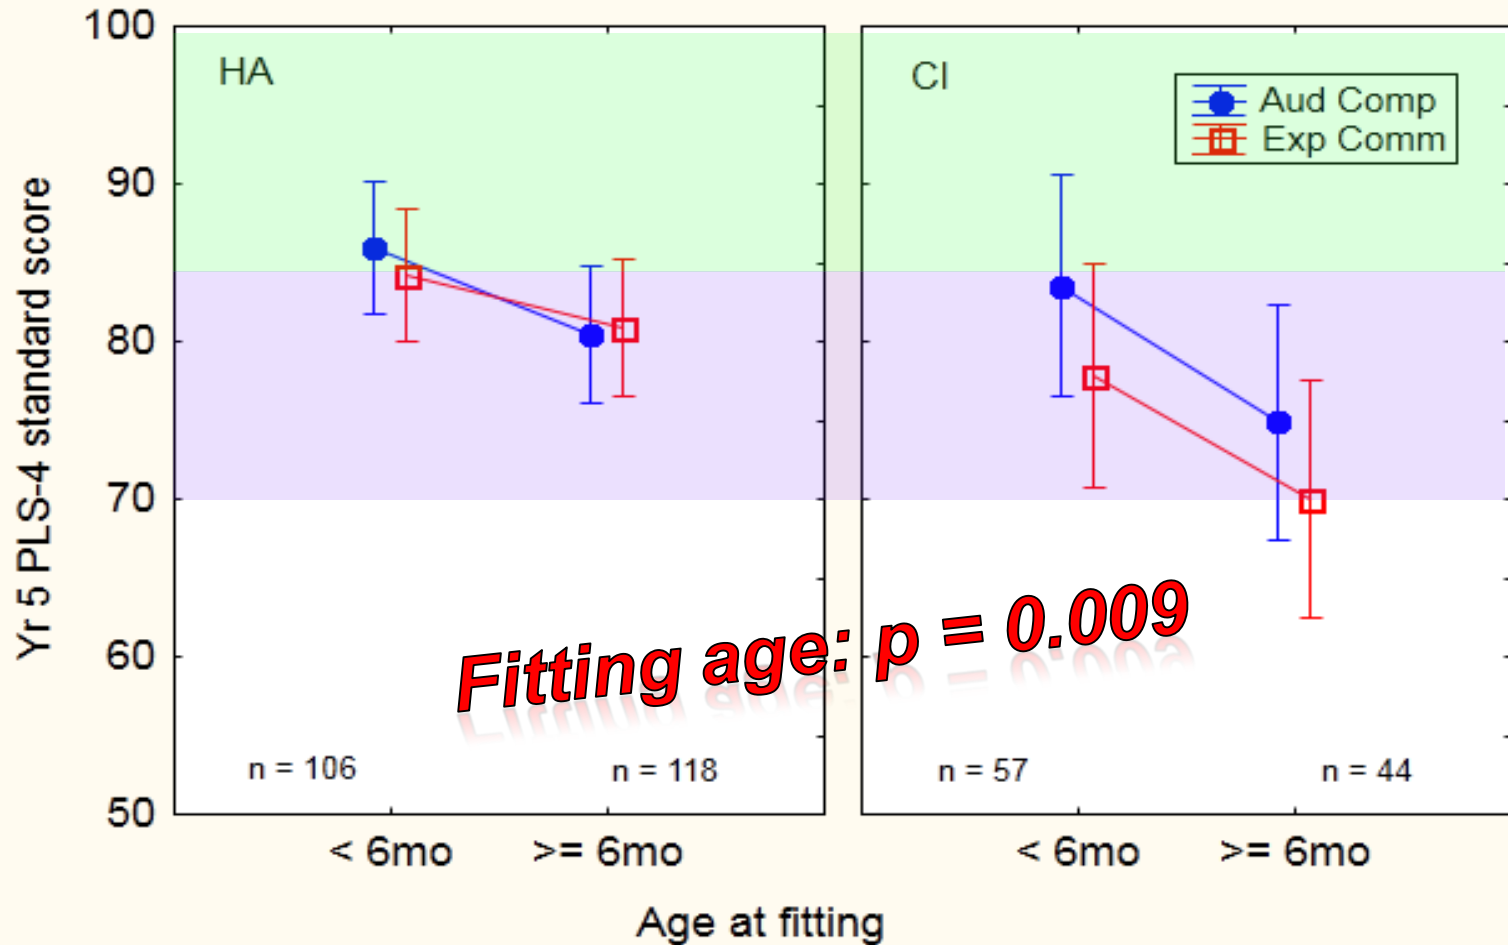 100
90
80
70
60
50
Yr 5 PLS-4 standard score
HA
CI
Aud Comp
Exp Comm
Fitting age: p = 0.009
n = 106
n = 118
n = 57
n = 44
< 6mo
>= 6mo
< 6mo
>= 6mo
Age at fitting